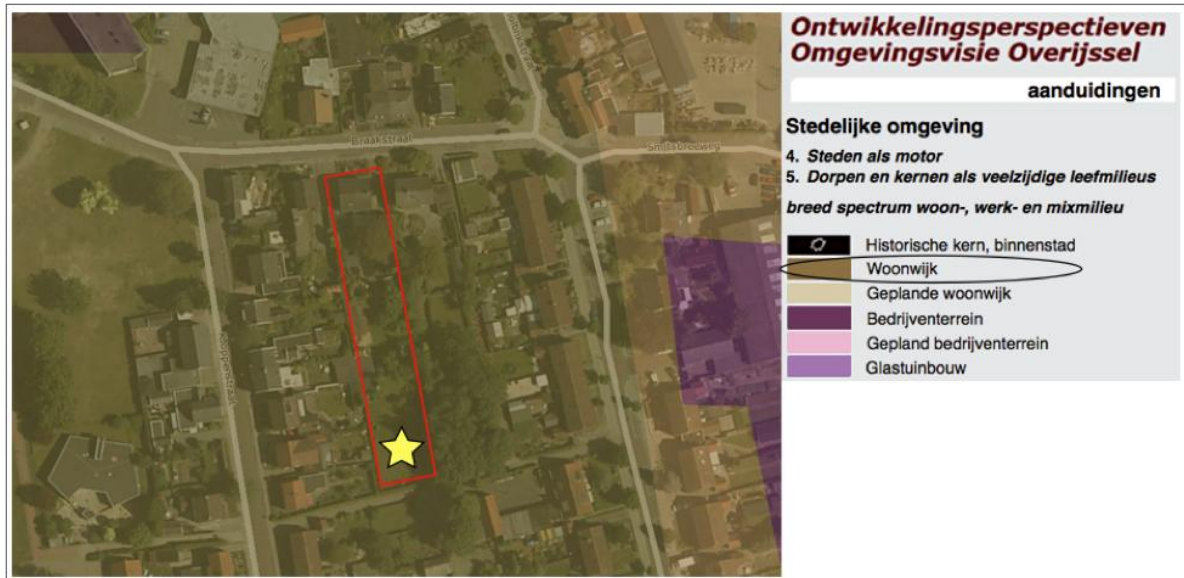 Ontwikkelingsperspectieven
Omgevingsvisie Overijssel
aanduidingen
Stedelijke omgeving
4. Steden als motor
5. Dorpen en kernen als veelzijdige leefmilieus
breed spectrum woon-, werk- en mixmilieu
Historische kern, binnenstad
Woonwijk
Geplande woonwijk
Bedrijventerrein
Gepland bedrijventerrein
Glastuinbouw
Braakstraat
Smitsbreeweg